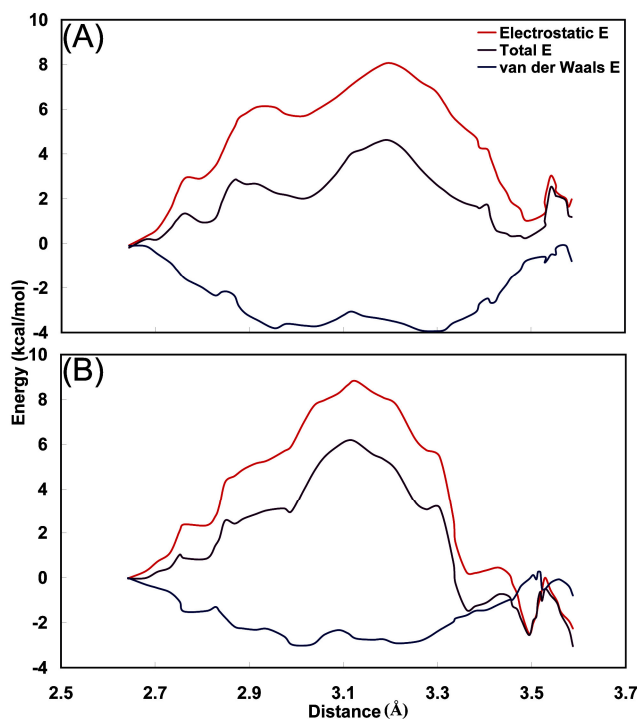 10
(A)
Electrostatic E
Total E
van der Waals E
8
6
4
2
0
-2
-4
10
(B)
8
6
4
2
0
-2
-4
Energy (kcal/mol)
2.5 2.7 2.9 3.1 3.3 3.5 3.7
Distance (Å)